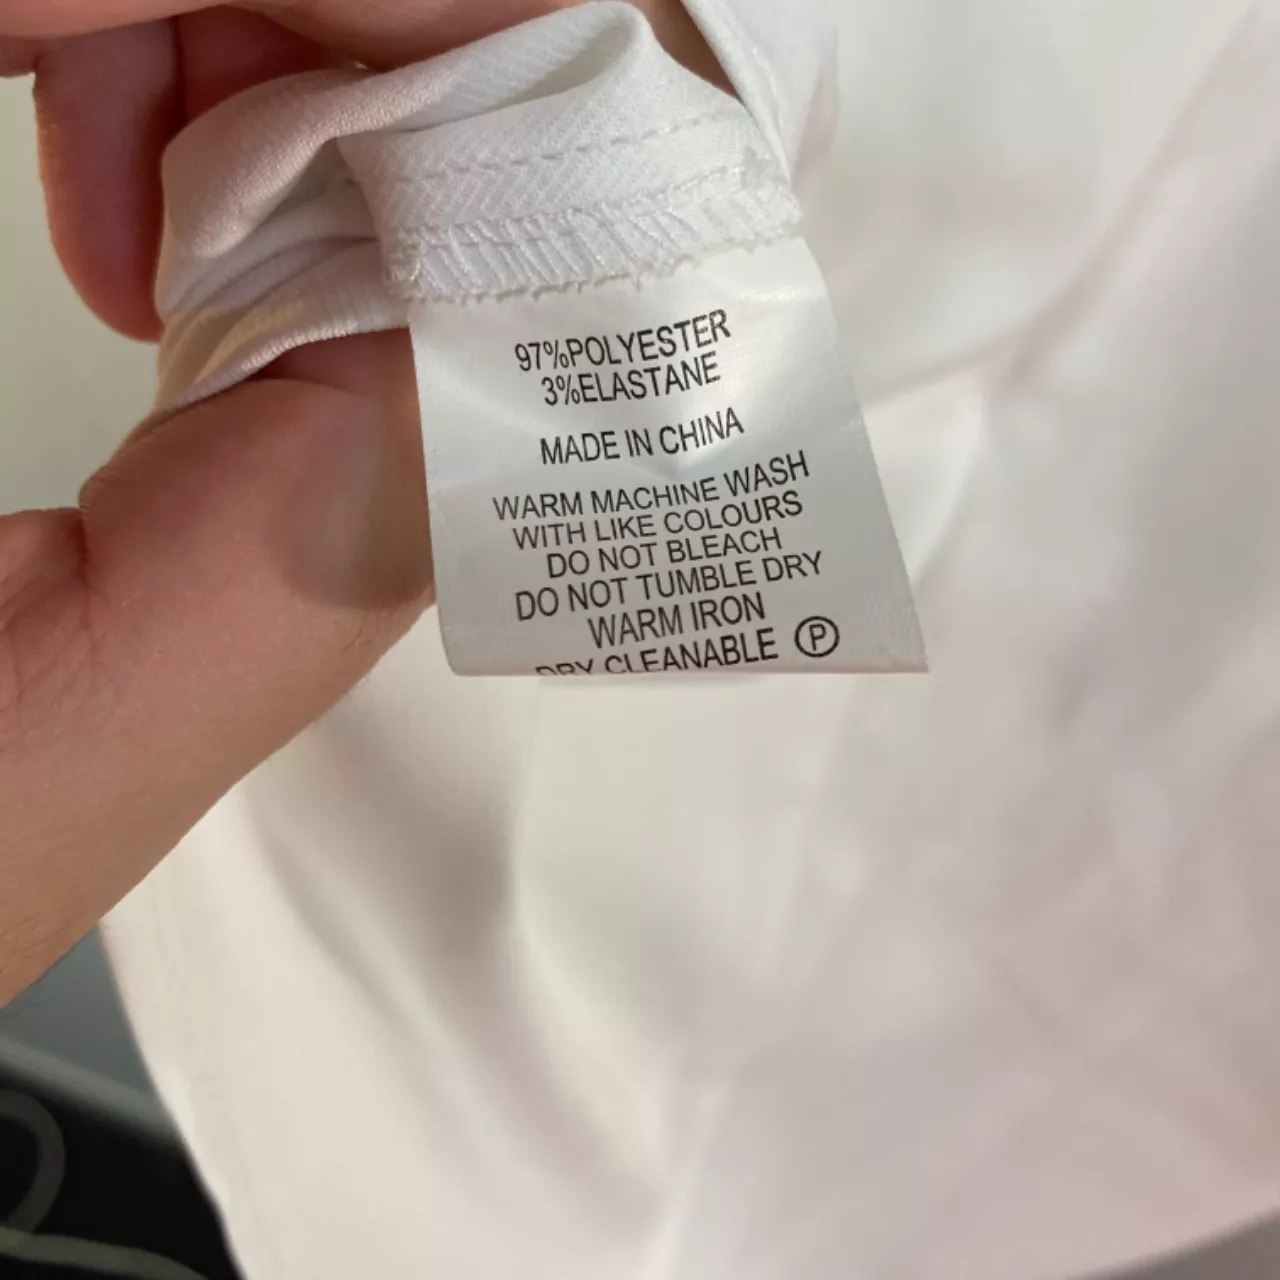 97%POLYESTER
3%ELASTANE
MADE IN CHINA
WARM MACHINE WASH
WITH LIKE COLOURS
DO NOT BLEACH
DO NOT TUMBLE DRY
WARM IRON
DRY CLEANABLE Ⓟ